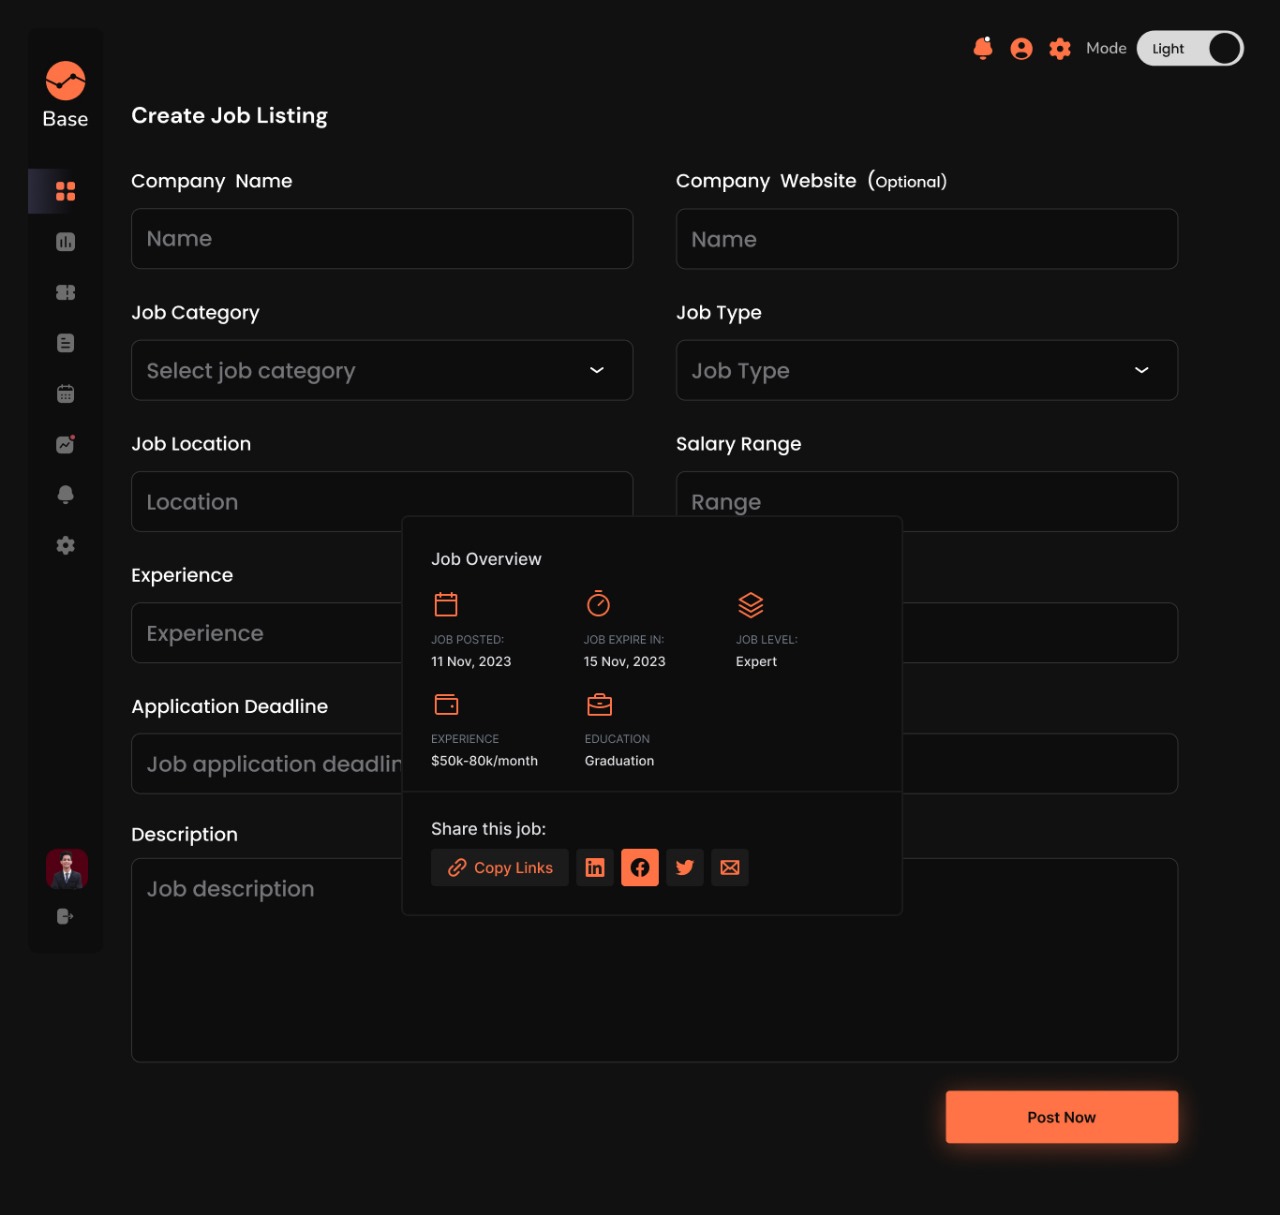 Mode
Light
Base
Create Job Listing
Company Name
Company Website (Optional)
Name
Name
Job Category
Job Type
Select job category
Job Type
Job Location
Salary Range
Location
Range
Experience
Experience
Application Deadline
Job application deadlin
Description
Job description
Job Overview
JOB POSTED:
11 Nov, 2023
JOB EXPIRE IN:
15 Nov, 2023
JOB LEVEL:
Expert
EXPERIENCE
$50k-80k/month
EDUCATION
Graduation
Share this job:
Copy Links
Post Now